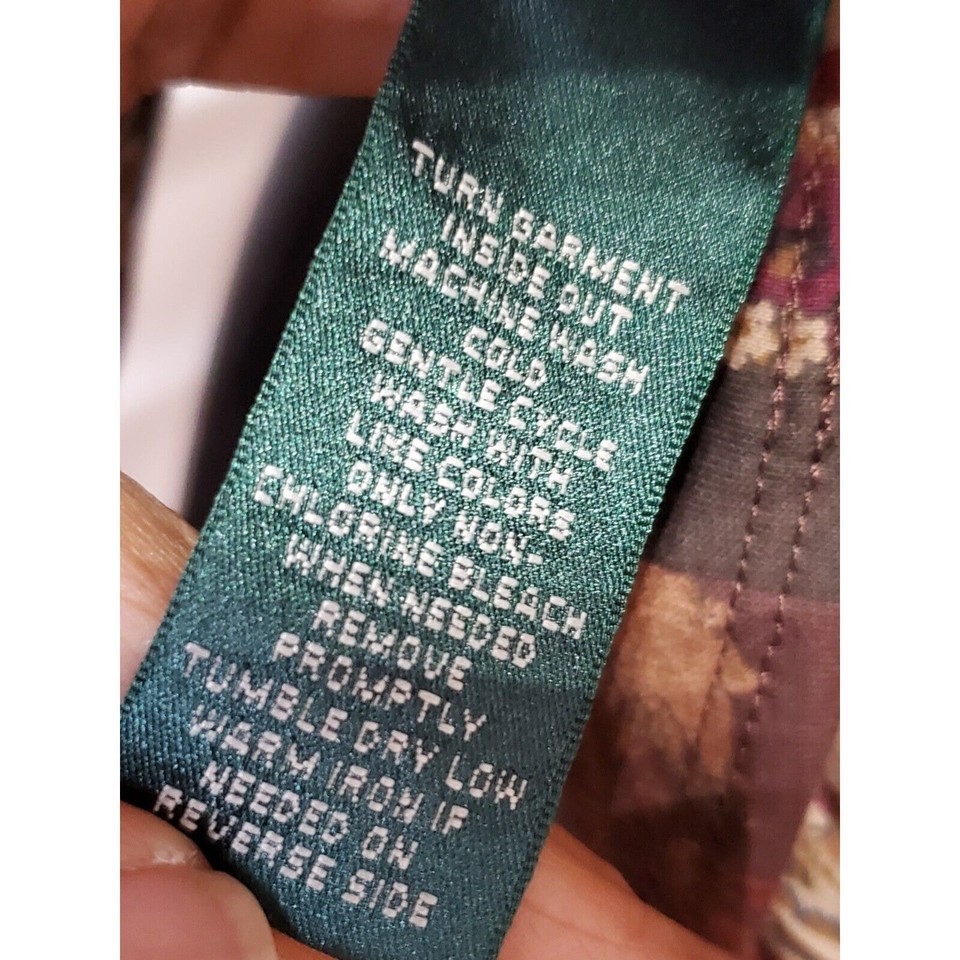 TURN GARMENT
INSIDE OUT
MACHINE WASH
COLD
GENTLE CYCLE
WASH WITH
LIKE COLORS
ONLY NON-
CHLORINE BLEACH
WHEN NEEDED
REMOVE
PROMPTLY
TUMBLE DRY LOW
WARM IRON IF
NEEDED ON
REVERSE SIDE